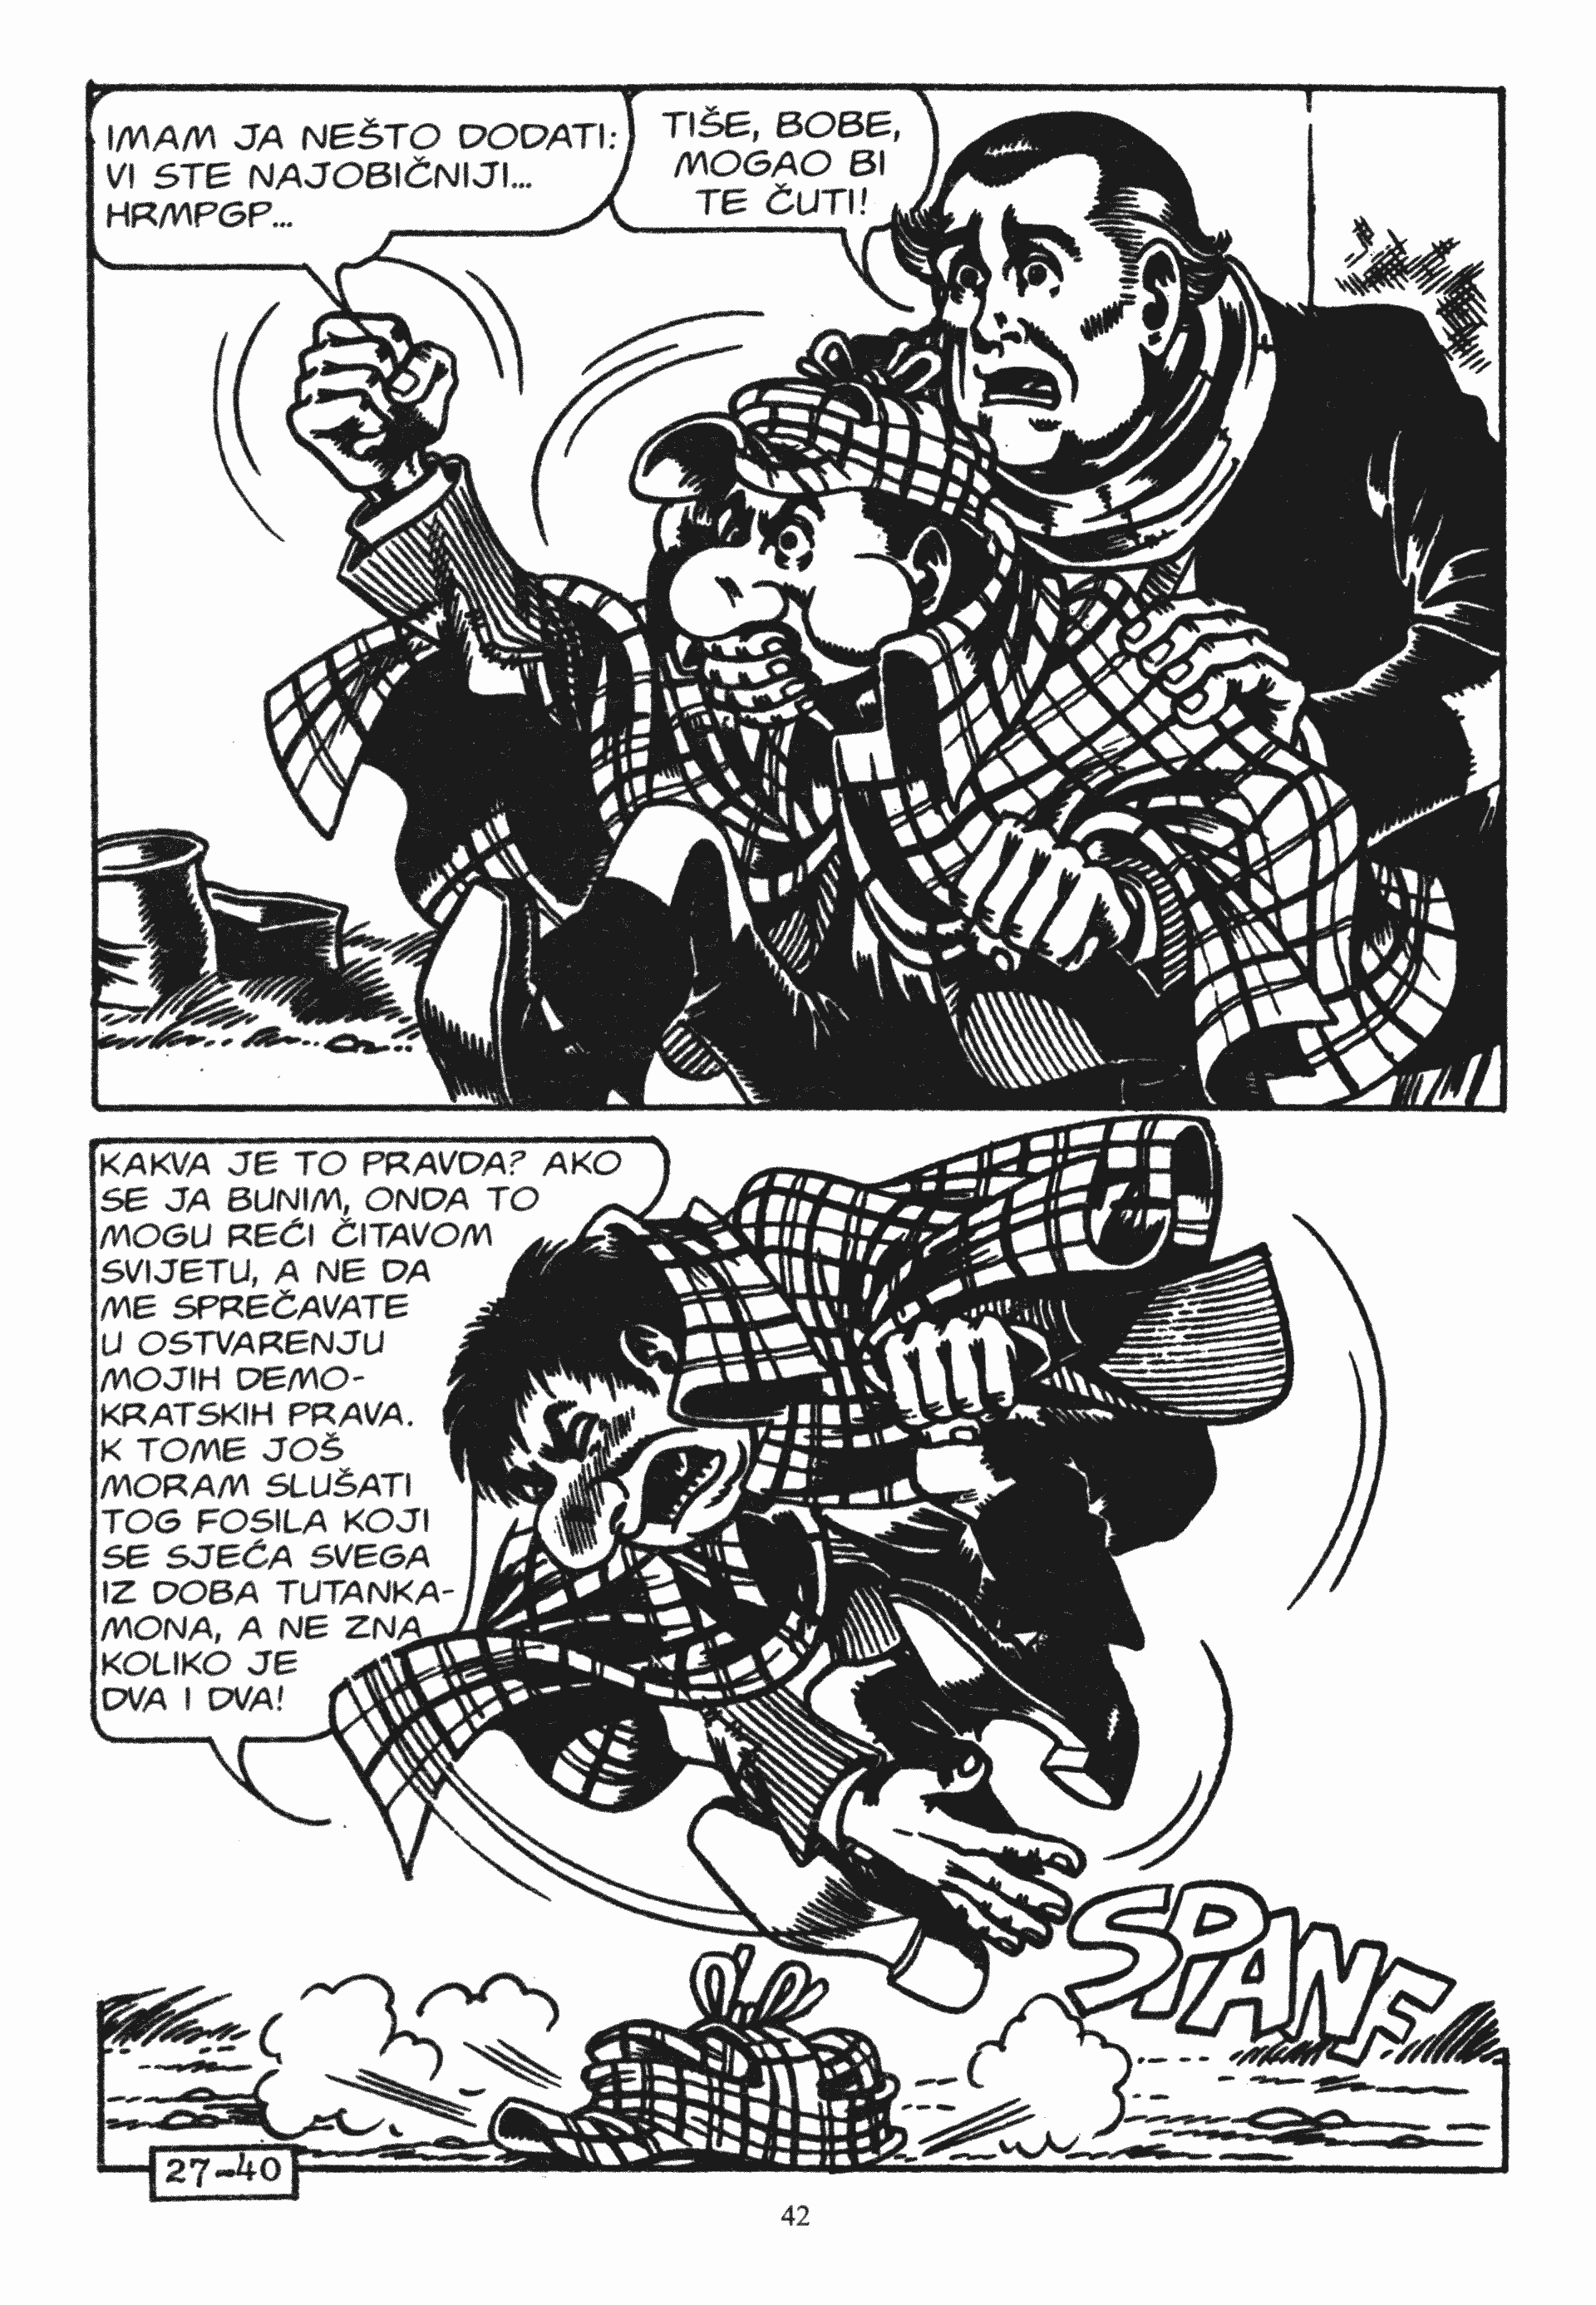 IMAM JA NEŠTO DODATI:
VI STE NAJOBIČNIJI...
HRMPGP...
TIŠE, BOBE,
MOGAO BI
TE ČUTI!
KAKVA JE TO PRAVDA? AKO
SE JA BUNIM, ONDA TO
MOGU REĆI ČITAVOM
SVIJETU, A NE DA
ME SPREČAVATE
U OSTVARENJU
MOJIH DEMO-
KRATSKIH PRAVA.
K TOME JOŠ
MORAM SLUŠATI
TOG FOSILA KOJI
SE SJEĆA SVEGA
IZ DOBA TUTANKA-
MONA, A NE ZNA
KOLIKO JE
DVA I DVA!
SPANF
27-40
42